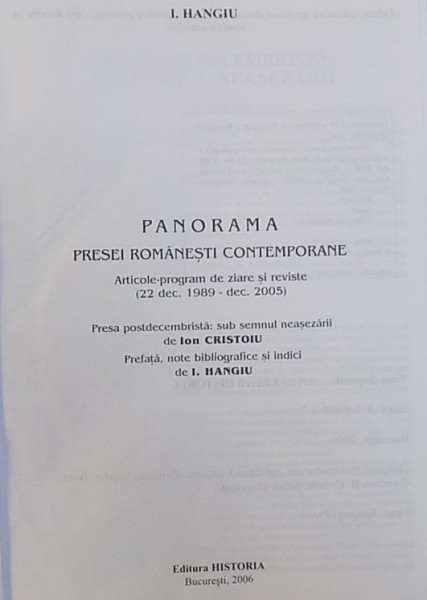 I. HANGIU
PANORAMA
PRESEI ROMÂNEȘTI CONTEMPORANE
Articole-program de ziare și reviste
(22 dec. 1989 - dec. 2005)
Presa postdecembristă: sub semnul neașezării
de Ion CRISTOIU
Prefață, note bibliografice și indici
de I. HANGIU
Editura HISTORIA
București, 2006